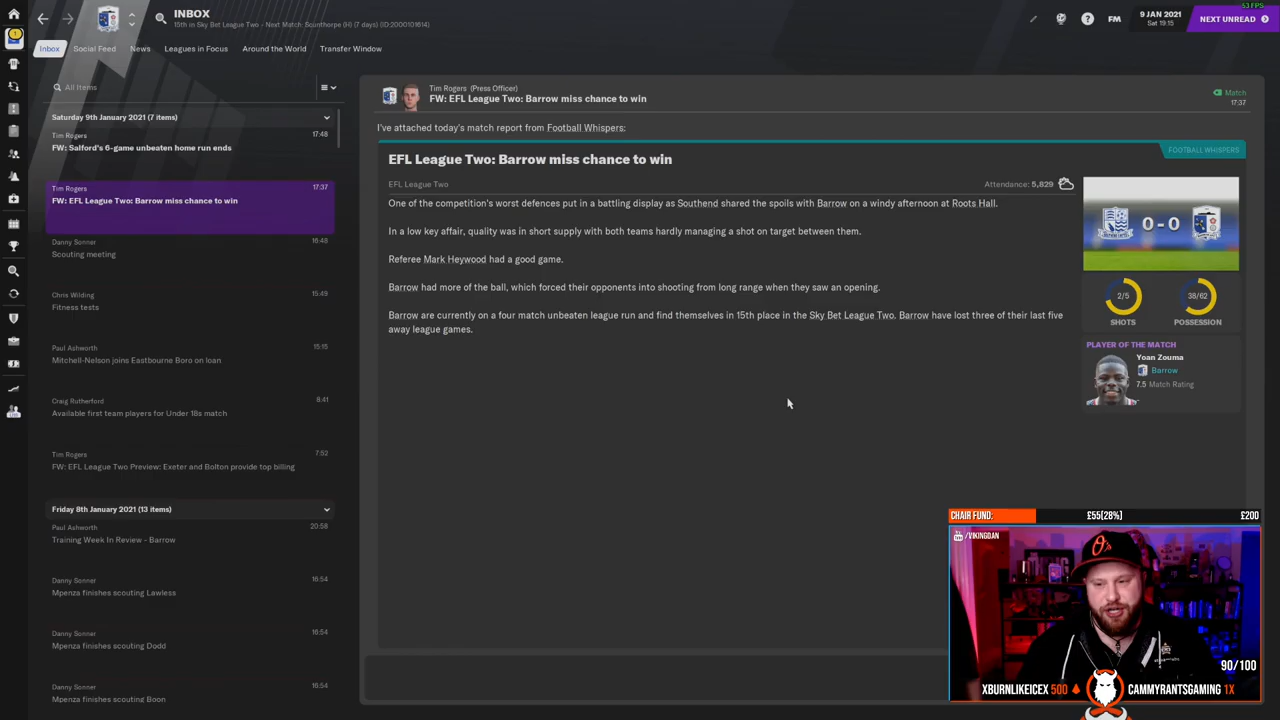 53 FPS
INBOX
15th in Sky Bet League Two - Next Match: Scunthorpe (H) (7 days) (ID:2000101614)
FM
9 JAN 2021
Sat 19:15
NEXT UNREAD
1
Inbox
Social Feed
News
Leagues in Focus
Around the World
Transfer Window
All Items
Saturday 9th January 2021 (7 items)
Tim Rogers
17:48
FW: Salford's 6-game unbeaten home run ends
Tim Rogers
17:37
FW: EFL League Two: Barrow miss chance to win
Danny Sonner
16:48
Scouting meeting
Chris Wilding
15:49
Fitness tests
Paul Ashworth
15:15
Mitchell-Nelson joins Eastbourne Boro on loan
Craig Rutherford
8:41
Available first team players for Under 18s match
Tim Rogers
7:52
FW: EFL League Two Preview: Exeter and Bolton provide top billing
Friday 8th January 2021 (13 items)
Paul Ashworth
20:58
Training Week In Review - Barrow
Danny Sonner
16:54
Mpenza finishes scouting Lawless
Danny Sonner
16:54
Mpenza finishes scouting Dodd
Danny Sonner
16:54
Mpenza finishes scouting Boon
Tim Rogers (Press Officer)
FW: EFL League Two: Barrow miss chance to win
Match
17:37
I've attached today's match report from Football Whispers:
FOOTBALL WHISPERS
EFL League Two: Barrow miss chance to win
EFL League Two
Attendance: 5,829
One of the competition's worst defences put in a battling display as Southend shared the spoils with Barrow on a windy afternoon at Roots Hall.
In a low key affair, quality was in short supply with both teams hardly managing a shot on target between them.
Referee Mark Heywood had a good game.
Barrow had more of the ball, which forced their opponents into shooting from long range when they saw an opening.
Barrow are currently on a four match unbeaten league run and find themselves in 15th place in the Sky Bet League Two. Barrow have lost three of their last five
away league games.
0 - 0
2/5
SHOTS
38/62
POSSESSION
PLAYER OF THE MATCH
Yoan Zouma
Barrow
7.5 Match Rating
-
CHAIR FUND:
£55(28%)
£200
/VIKINGDAN
90/100
XBURNLIKEICEX 500
CAMMYRANTSGAMING 1X